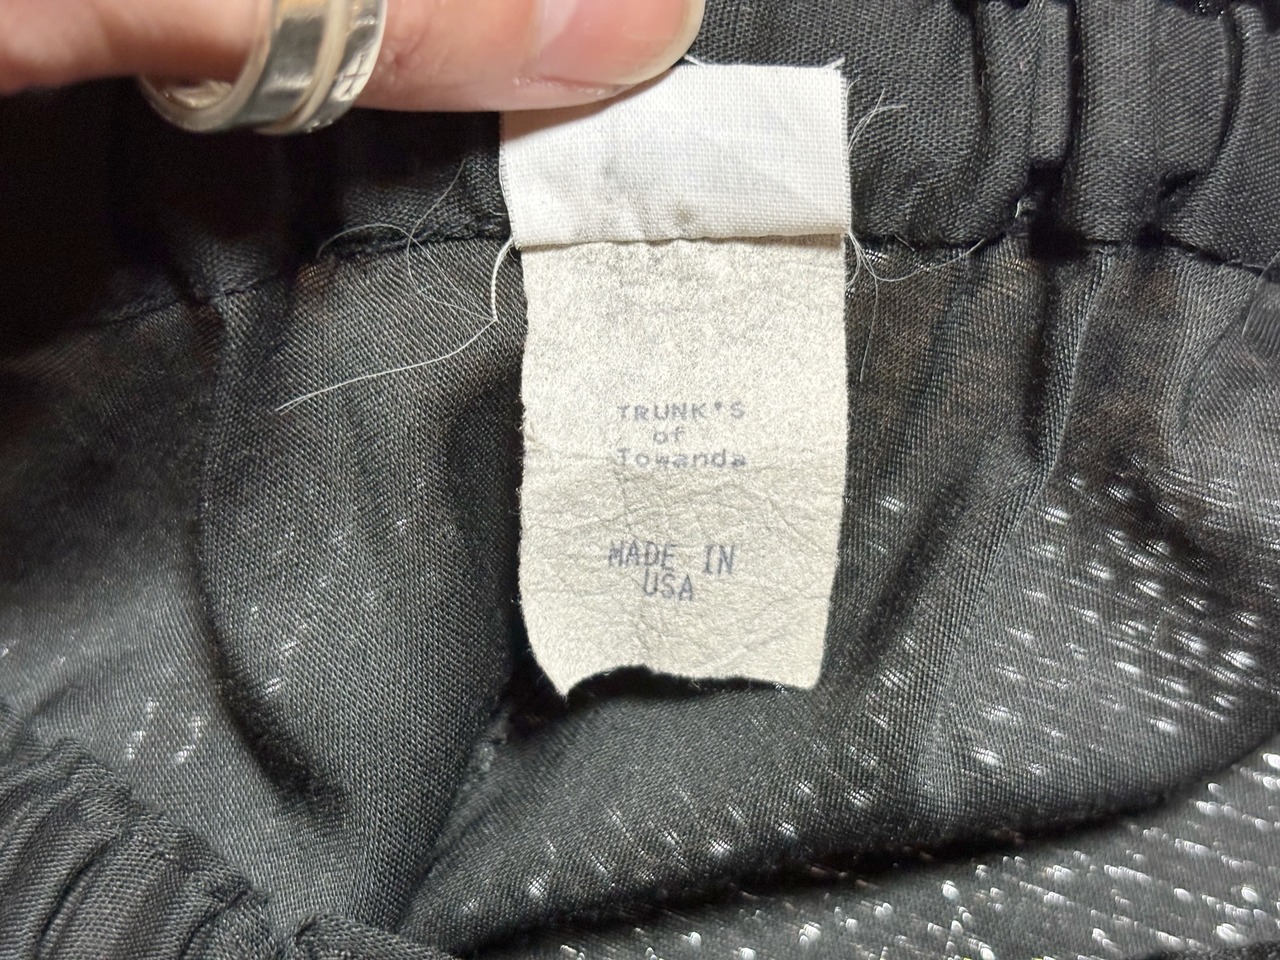 TRUNK'S
of
Towanda
MADE IN
USA